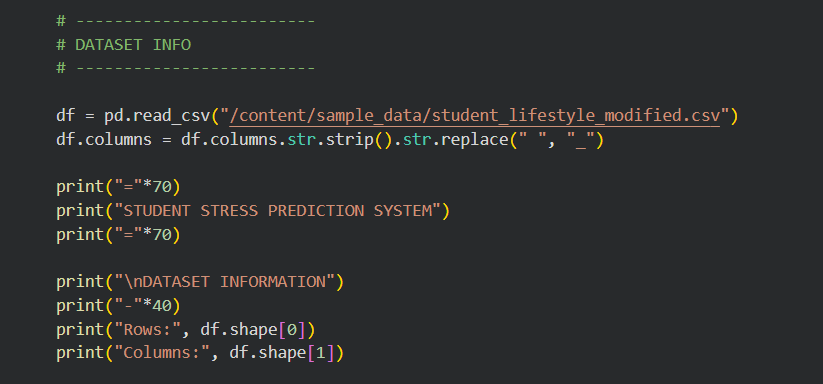 # -------------------------
# DATASET INFO
# -------------------------
df = pd.read_csv("/content/sample_data/student_lifestyle_modified.csv")
df.columns = df.columns.str.strip().str.replace(" ", "_")
print("="*70)
print("STUDENT STRESS PREDICTION SYSTEM")
print("="*70)
print("\nDATASET INFORMATION")
print("-"*40)
print("Rows:", df.shape[0])
print("Columns:", df.shape[1])